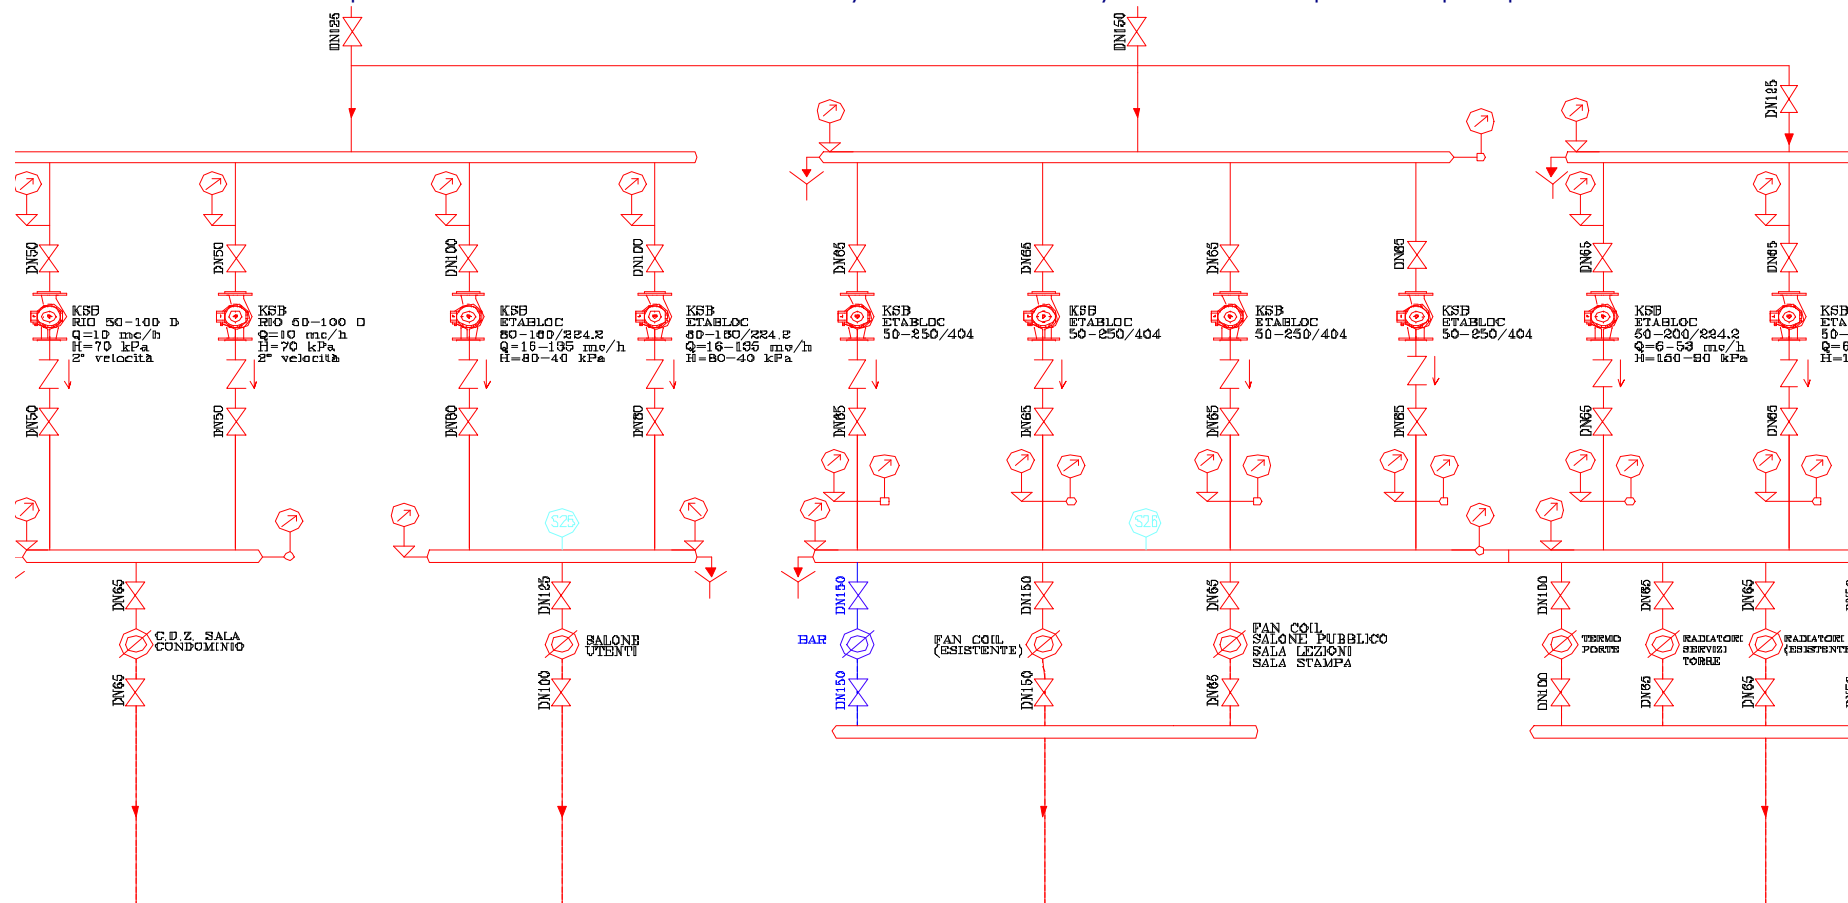 DN125
DN150
DN125
DN50
DN50
DN100
DN100
DN65
DN65
DN65
DN65
DN65
DN65
KSB
RIO 50-100 D
Q=10 mc/h
H=70 kPa
2° velocità
KSB
RIO 50-100 D
Q=10 mc/h
H=70 kPa
2° velocità
KSB
ETABLOC
80-160/224.2
Q=16-135 mc/h
H=80-40 kPa
KSB
ETABLOC
80-160/224.2
H=80-40 kPa
KSB
ETABLOC
50-250/404
KSB
ETABLOC
50-250/404
KSB
ETABLOC
50-250/404
KSB
ETABLOC
50-250/404
KSB
ETABLOC
50-200/224.2
Q=6-53 mc/h
KSB
ETA
50-
Q=6
H=1
DN50
DN50
DN80
DN80
DN65
DN65
DN65
DN65
DN65
DN65
S25
S26
DN65
DN125
DN150
DN150
DN65
DN100
DN65
DN65
C.D.Z. SALA
CONDOMINIO
SALONE
UTENTI
BAR
FAN COIL
(ESISTENTE)
FAN COIL
SALONE PUBBLICO
SALA LEZIONI
SALA STAMPA
TERMO
PORTE
RADIATORI
SERVIZI
TORRE
RADIATORI
(ESISTENTE
DN65
DN100
DN150
DN150
DN65
DN100
DN65
DN65